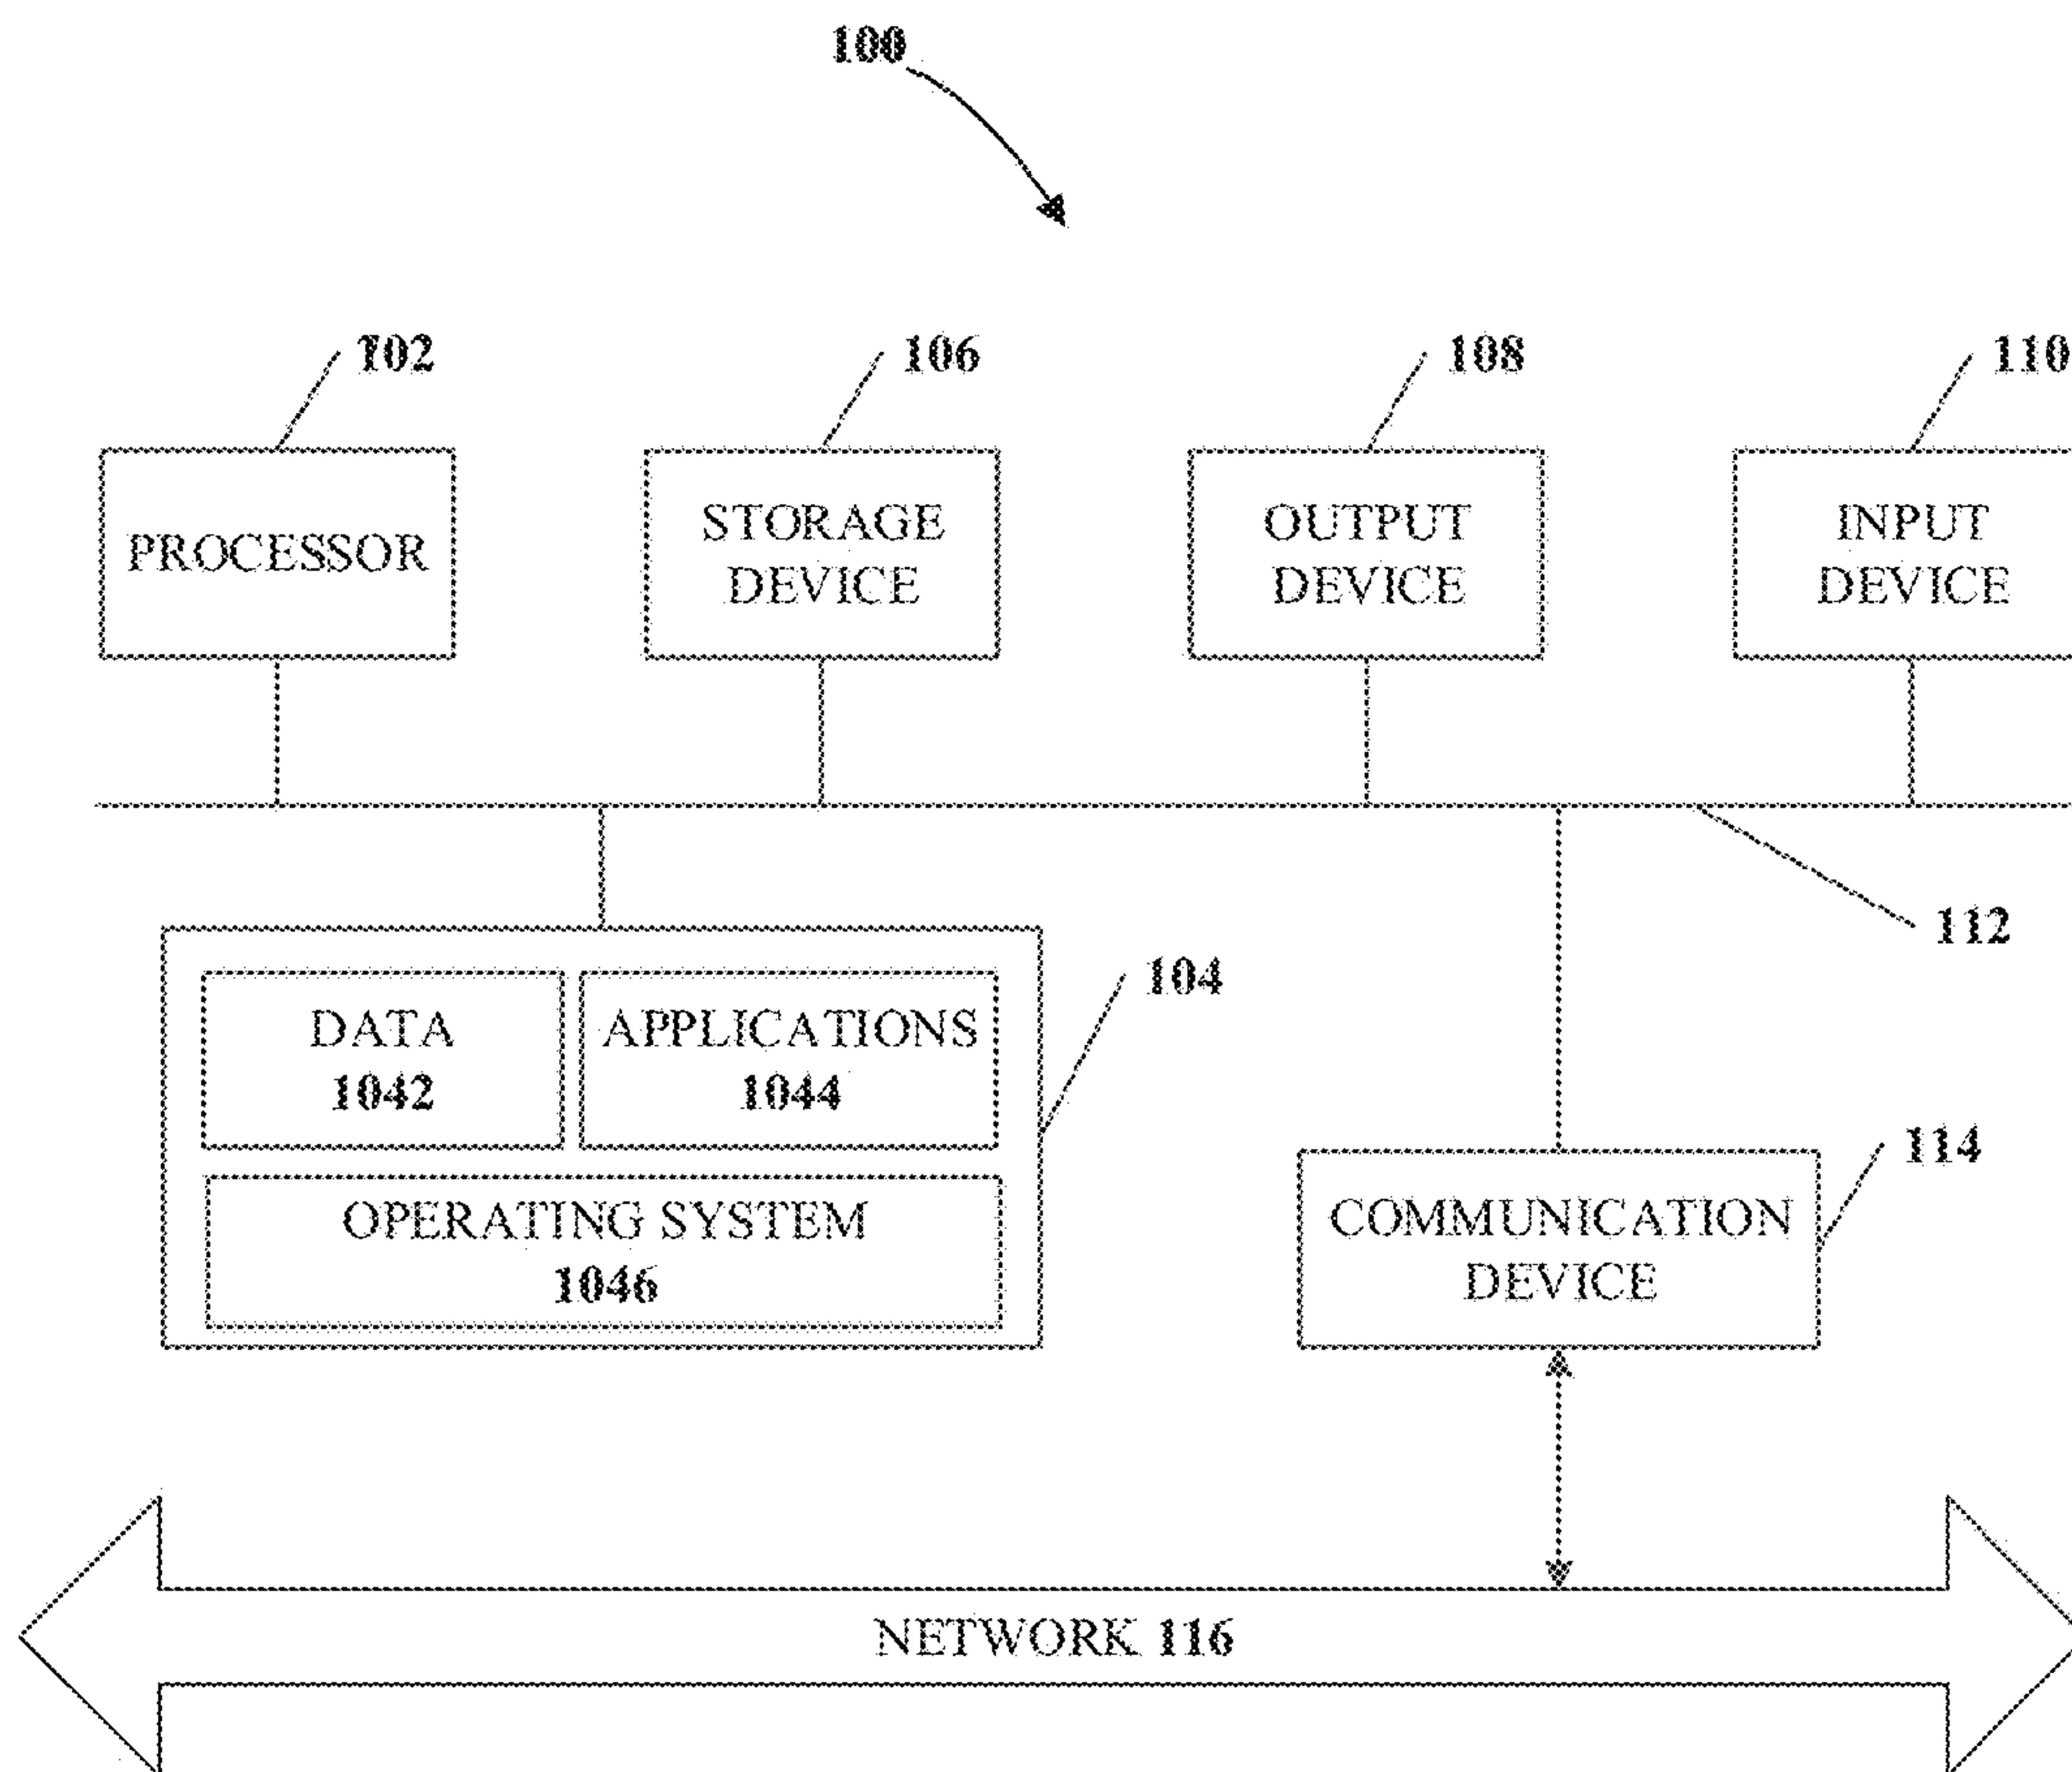 100
102
106
108
110
PROCESSOR
STORAGE
DEVICE
OUTPUT
DEVICE
INPUT
DEVICE
112
104
DATA
1042
APPLICATIONS
1044
OPERATING SYSTEM
1046
114
COMMUNICATION
DEVICE
NETWORK 116